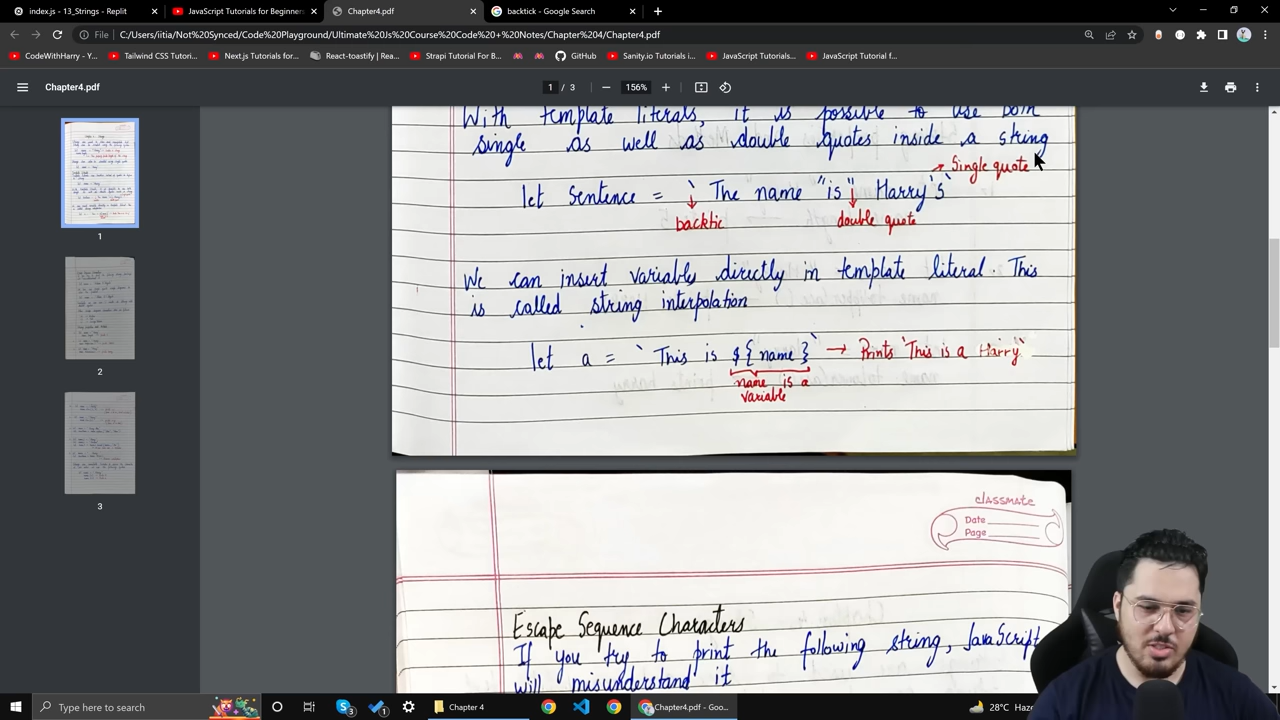 index.js - 13_Strings - Replit
JavaScript Tutorials for Beginner
Chapter4.pdf
backtick - Google Search
File
C:/Users/iitia/Not%20Synced/Code%20Playground/Ultimate%20Js%20Course%20Code%20+%20Notes/Chapter%204/Chapter4.pdf
CodeWithHarry - Y...
Tailwind CSS Tutori...
Next.js Tutorials for...
React-toastify | Rea...
Strapi Tutorial For B...
GitHub
Sanity.io Tutorials i...
JavaScript Tutorials...
JavaScript Tutorial f...
Chapter4.pdf
1 / 3
156%
With template literals, it is possible to use both
single as well as double quotes inside a string
→ Single quote
let Sentence = ` The name "is" Harry's`
backtic
double quote
We can insert variables directly in template literal. This
is called string interpolation
let a = ` This is ${name}` → Prints 'This is a Harry'
name is a
variable
1
2
3
classmate
Date
Page
Escape Sequence Characters
If you try to print the following string, JavaScript
will misunderstand it
Type here to search
3
1
Chapter 4
Chapter4.pdf - Goo...
28°C Haze